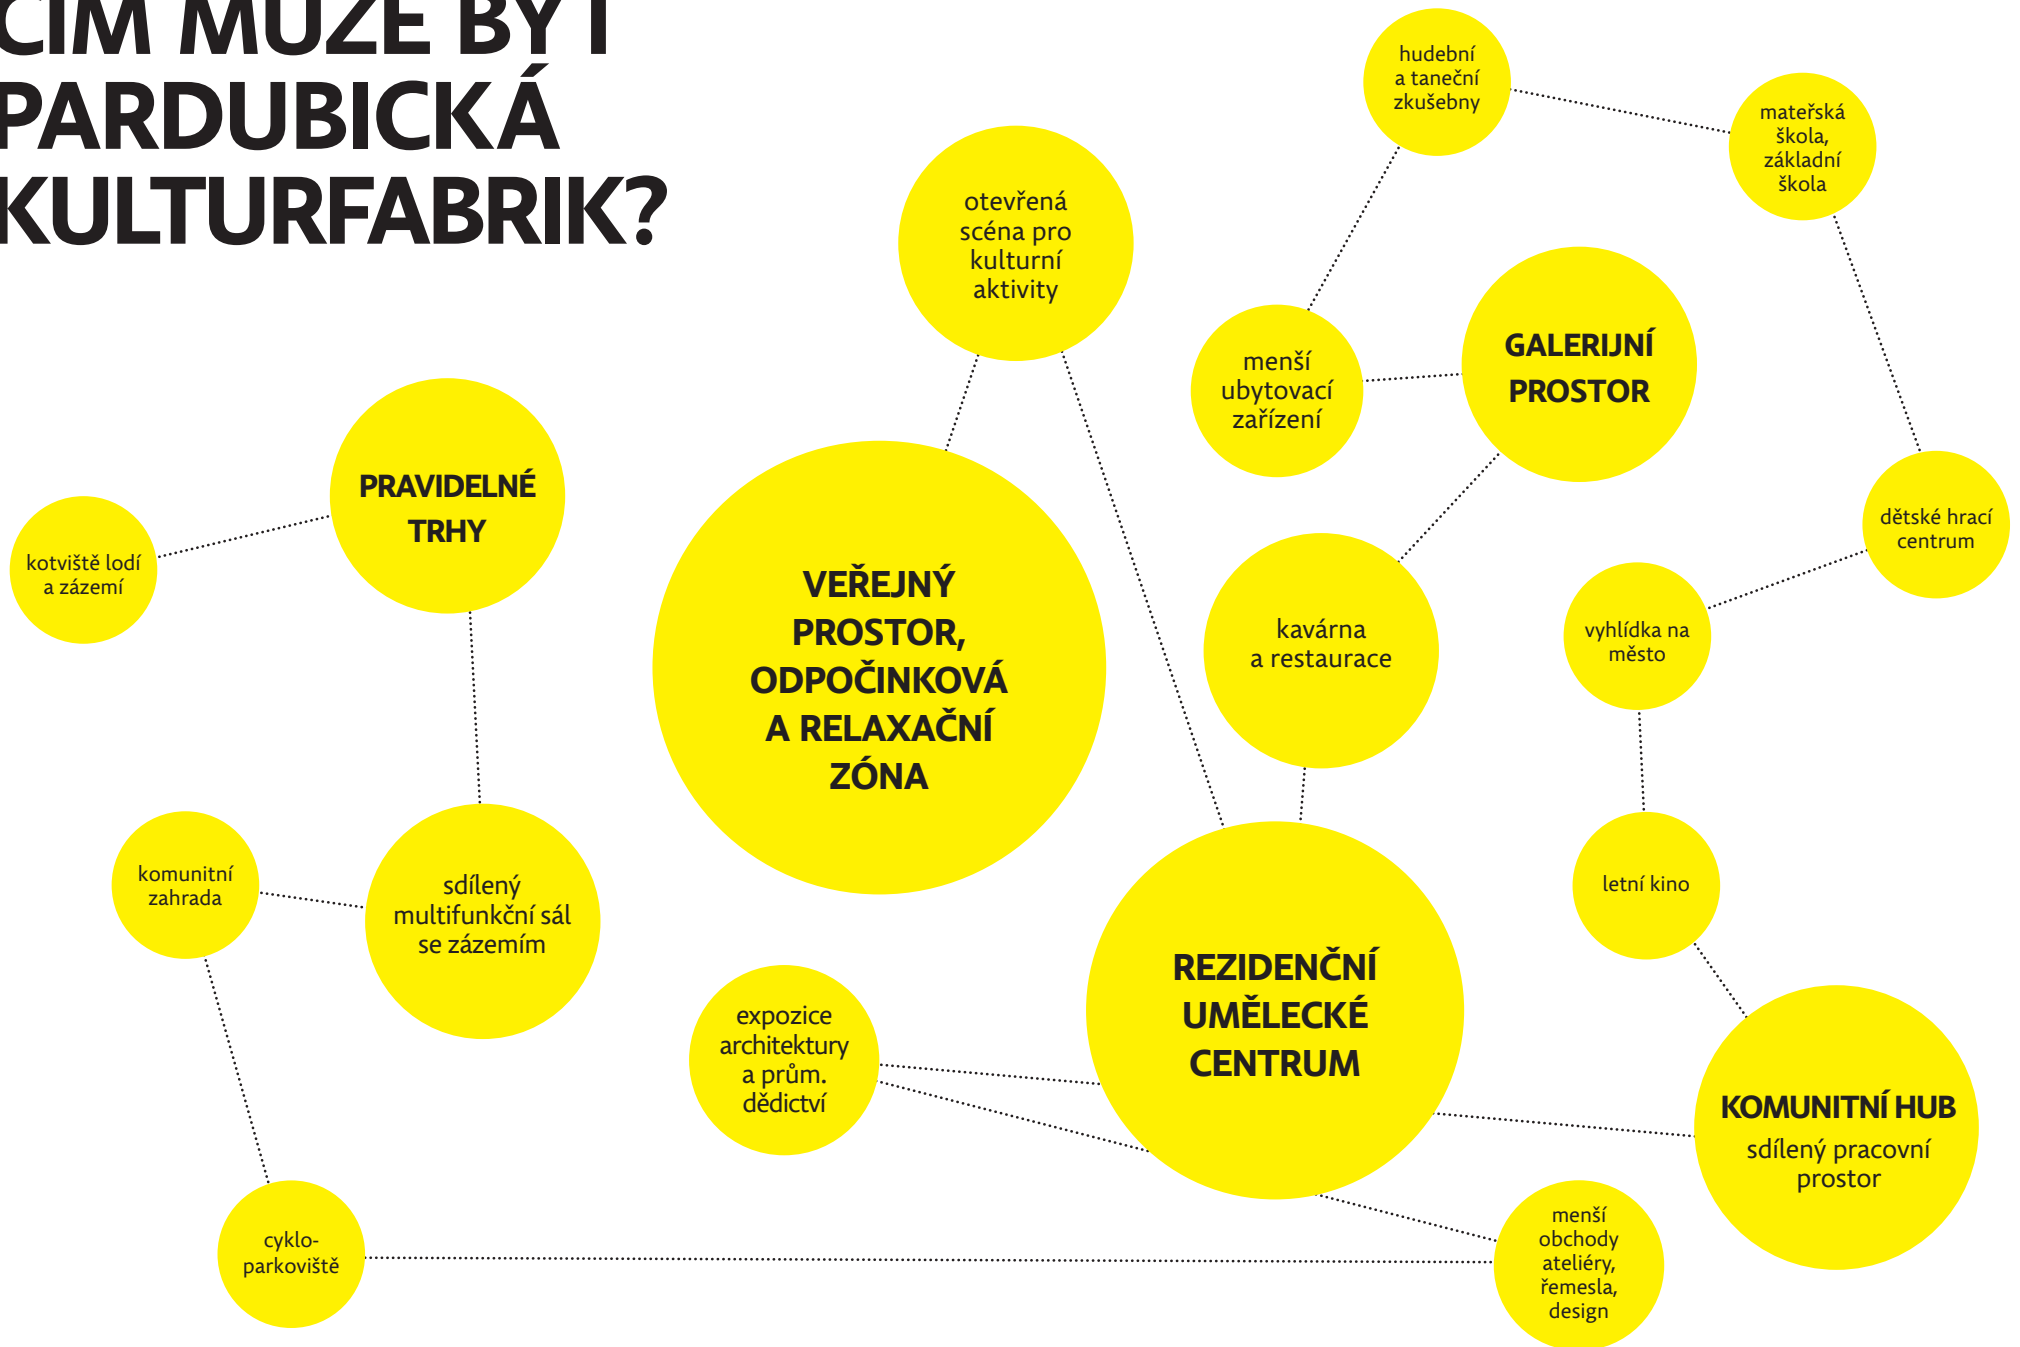 ČÍM MŮŽE BÝT
PARDUBICKÁ
KULTURFABRIK?
hudební
a taneční
zkušebny
mateřská
škola,
základní
škola
otevřená
scéna pro
kulturní
aktivity
GALERIJNÍ
PROSTOR
menší
ubytovací
zařízení
PRAVIDELNÉ
TRHY
kotviště lodí
a zázemí
dětské hrací
centrum
VEŘEJNÝ
PROSTOR,
ODPOČINKOVÁ
A RELAXAČNÍ
ZÓNA
kavárna
a restaurace
vyhlídka na
město
komunitní
zahrada
sdílený
multifunkční sál
se zázemím
letní kino
REZIDENČNÍ
UMĚLECKÉ
CENTRUM
expozice
architektury
a prům.
dědictví
KOMUNITNÍ HUB
sdílený pracovní
prostor
cyklo-
parkoviště
menší
obchody
ateliéry,
řemesla,
design